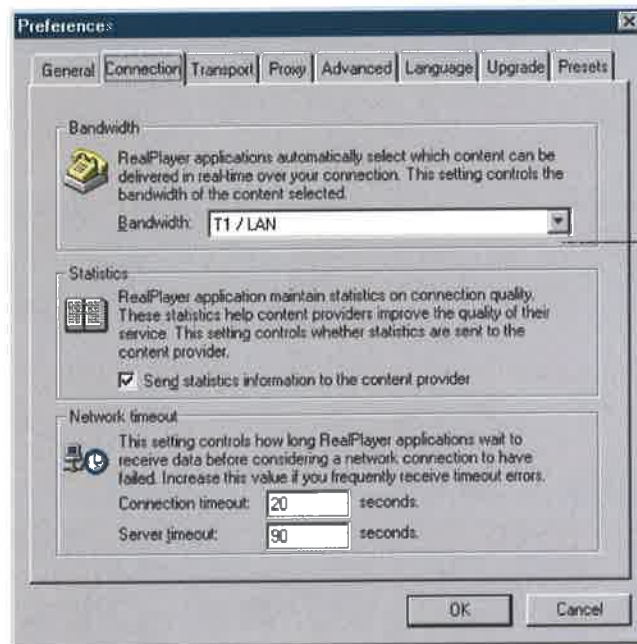 Preferences
General Connection Transport Proxy Advanced Language Upgrade Presets
Bandwidth
RealPlayer applications automatically select which content can be
delivered in real-time over your connection. This setting controls the
bandwidth of the content selected.
Bandwidth: T1 / LAN
Statistics
RealPlayer application maintain statistics on connection quality.
These statistics help content providers improve the quality of their
service. This setting controls whether statistics are sent to the
content provider.
Send statistics information to the content provider
Network timeout
This setting controls how long RealPlayer applications wait to
receive data before considering a network connection to have
failed. Increase this value if you frequently receive timeout errors.
Connection timeout: 20 seconds.
Server timeout: 90 seconds.
OK Cancel